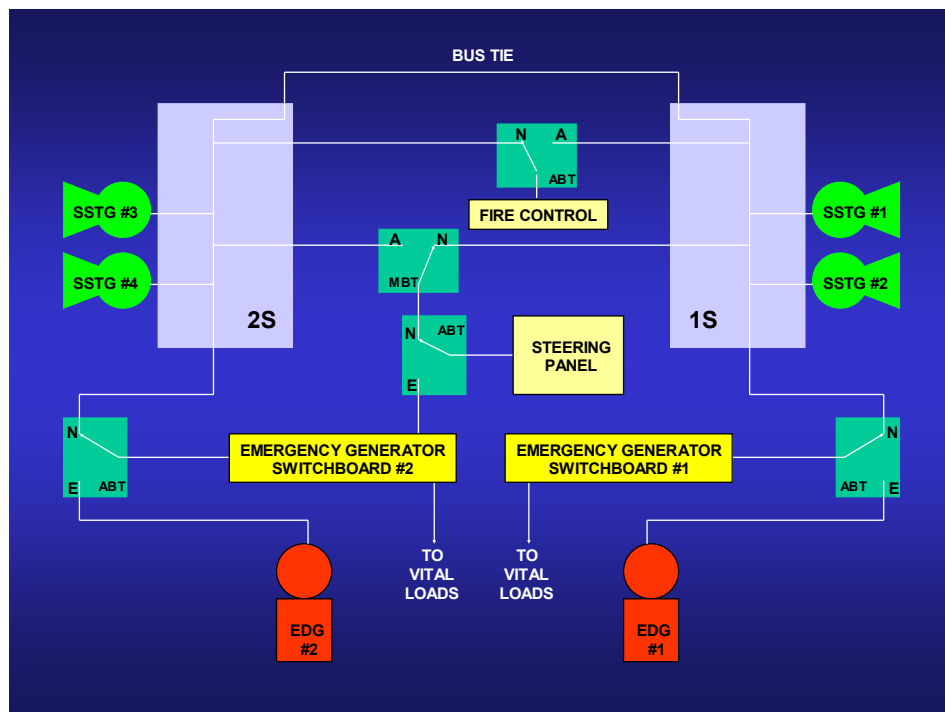 BUS TIE
N A
ABT
FIRE CONTROL
SSTG #3
SSTG #1
A N
MBT
SSTG #4
SSTG #2
2S
1S
N ABT
E
STEERING
PANEL
N
E ABT
EMERGENCY GENERATOR
SWITCHBOARD #2
EMERGENCY GENERATOR
SWITCHBOARD #1
N
ABT E
TO
VITAL
LOADS
TO
VITAL
LOADS
EDG
#2
EDG
#1